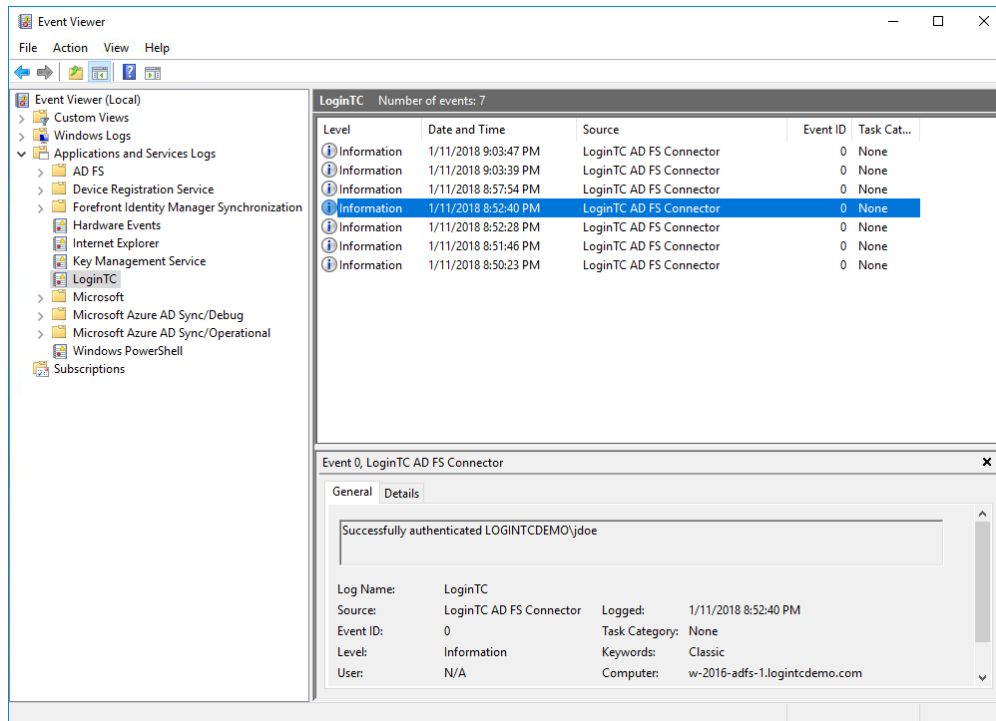 Event Viewer
File Action View Help
Event Viewer (Local)
Custom Views
Windows Logs
Applications and Services Logs
AD FS
Device Registration Service
Forefront Identity Manager Synchronization
Hardware Events
Internet Explorer
Key Management Service
LoginTC
Microsoft
Microsoft Azure AD Sync/Debug
Microsoft Azure AD Sync/Operational
Windows PowerShell
Subscriptions
LoginTC Number of events: 7
Level Date and Time Source Event ID Task Cat...
Information 1/11/2018 9:03:47 PM LoginTC AD FS Connector 0 None
Information 1/11/2018 9:03:39 PM LoginTC AD FS Connector 0 None
Information 1/11/2018 8:57:54 PM LoginTC AD FS Connector 0 None
Information 1/11/2018 8:52:40 PM LoginTC AD FS Connector 0 None
Information 1/11/2018 8:52:28 PM LoginTC AD FS Connector 0 None
Information 1/11/2018 8:51:46 PM LoginTC AD FS Connector 0 None
Information 1/11/2018 8:50:23 PM LoginTC AD FS Connector 0 None
Event 0, LoginTC AD FS Connector
General Details
Successfully authenticated LOGINTCDEMO\jdoe
Log Name: LoginTC
Source: LoginTC AD FS Connector Logged: 1/11/2018 8:52:40 PM
Event ID: 0 Task Category: None
Level: Information Keywords: Classic
User: N/A Computer: w-2016-adfs-1.logintcdemo.com